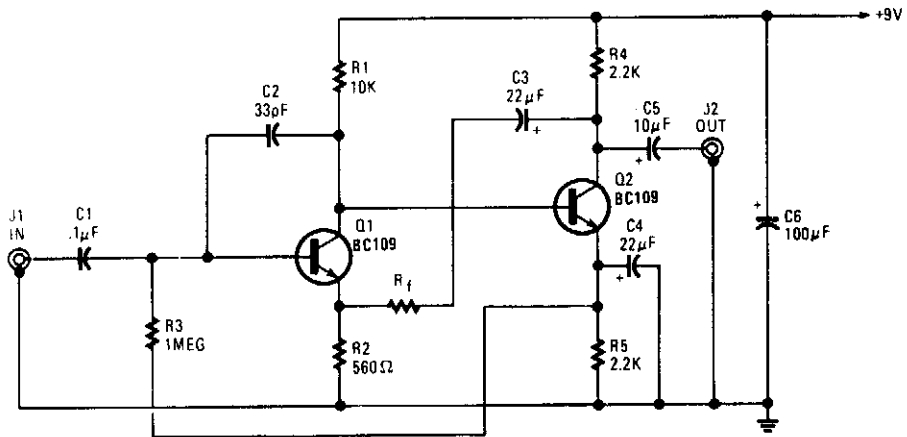 +9V
R1
10K
R4
2.2K
C3
22µF
+
C2
33pF
C5
10µF
+
J2
OUT
Q2
BC109
J1
IN
C1
.1µF
Q1
BC109
C4
22µF
+
+
C6
100µF
Rf
R3
1MEG
R2
560Ω
R5
2.2K